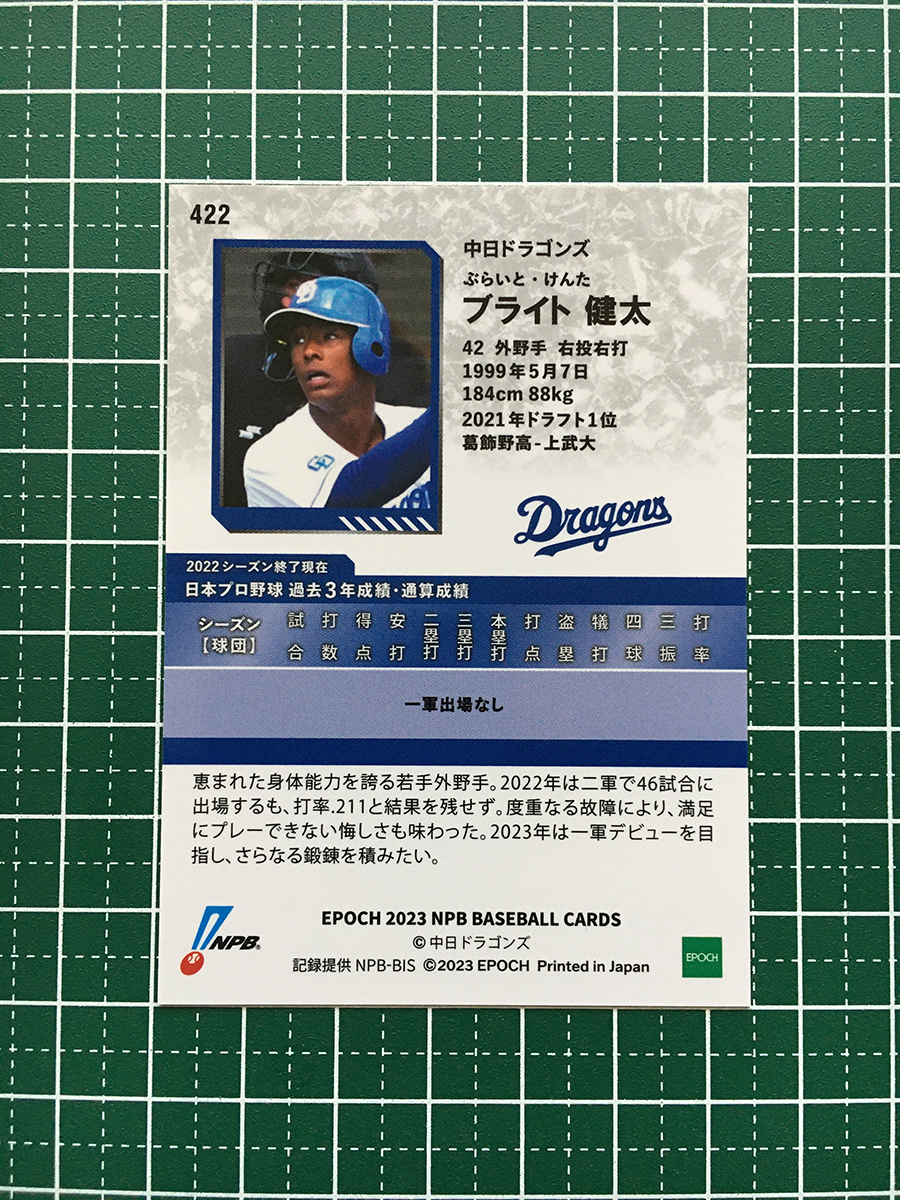 422
中日ドラゴンズ
ぶらいと・けんた
ブライト 健太
42 外野手 右投右打
1999年5月7日
184cm 88kg
2021年ドラフト1位
葛飾野高-上武大
Dragons
2022シーズン終了現在
日本プロ野球 過去3年成績・通算成績
シーズン【球団】 試合 打数 得点 安打 二塁打 三塁打 本塁打 打点 盗塁 犠打 四球 三振 打率
一軍出場なし
恵まれた身体能力を誇る若手外野手。2022年は二軍で46試合に
出場するも、打率.211と結果を残せず。度重なる故障により、満足
にプレーできない悔しさも味わった。2023年は一軍デビューを目
指し、さらなる鍛錬を積みたい。
NPB
EPOCH 2023 NPB BASEBALL CARDS
©中日ドラゴンズ
記録提供 NPB-BIS ©2023 EPOCH Printed in Japan
EPOCH